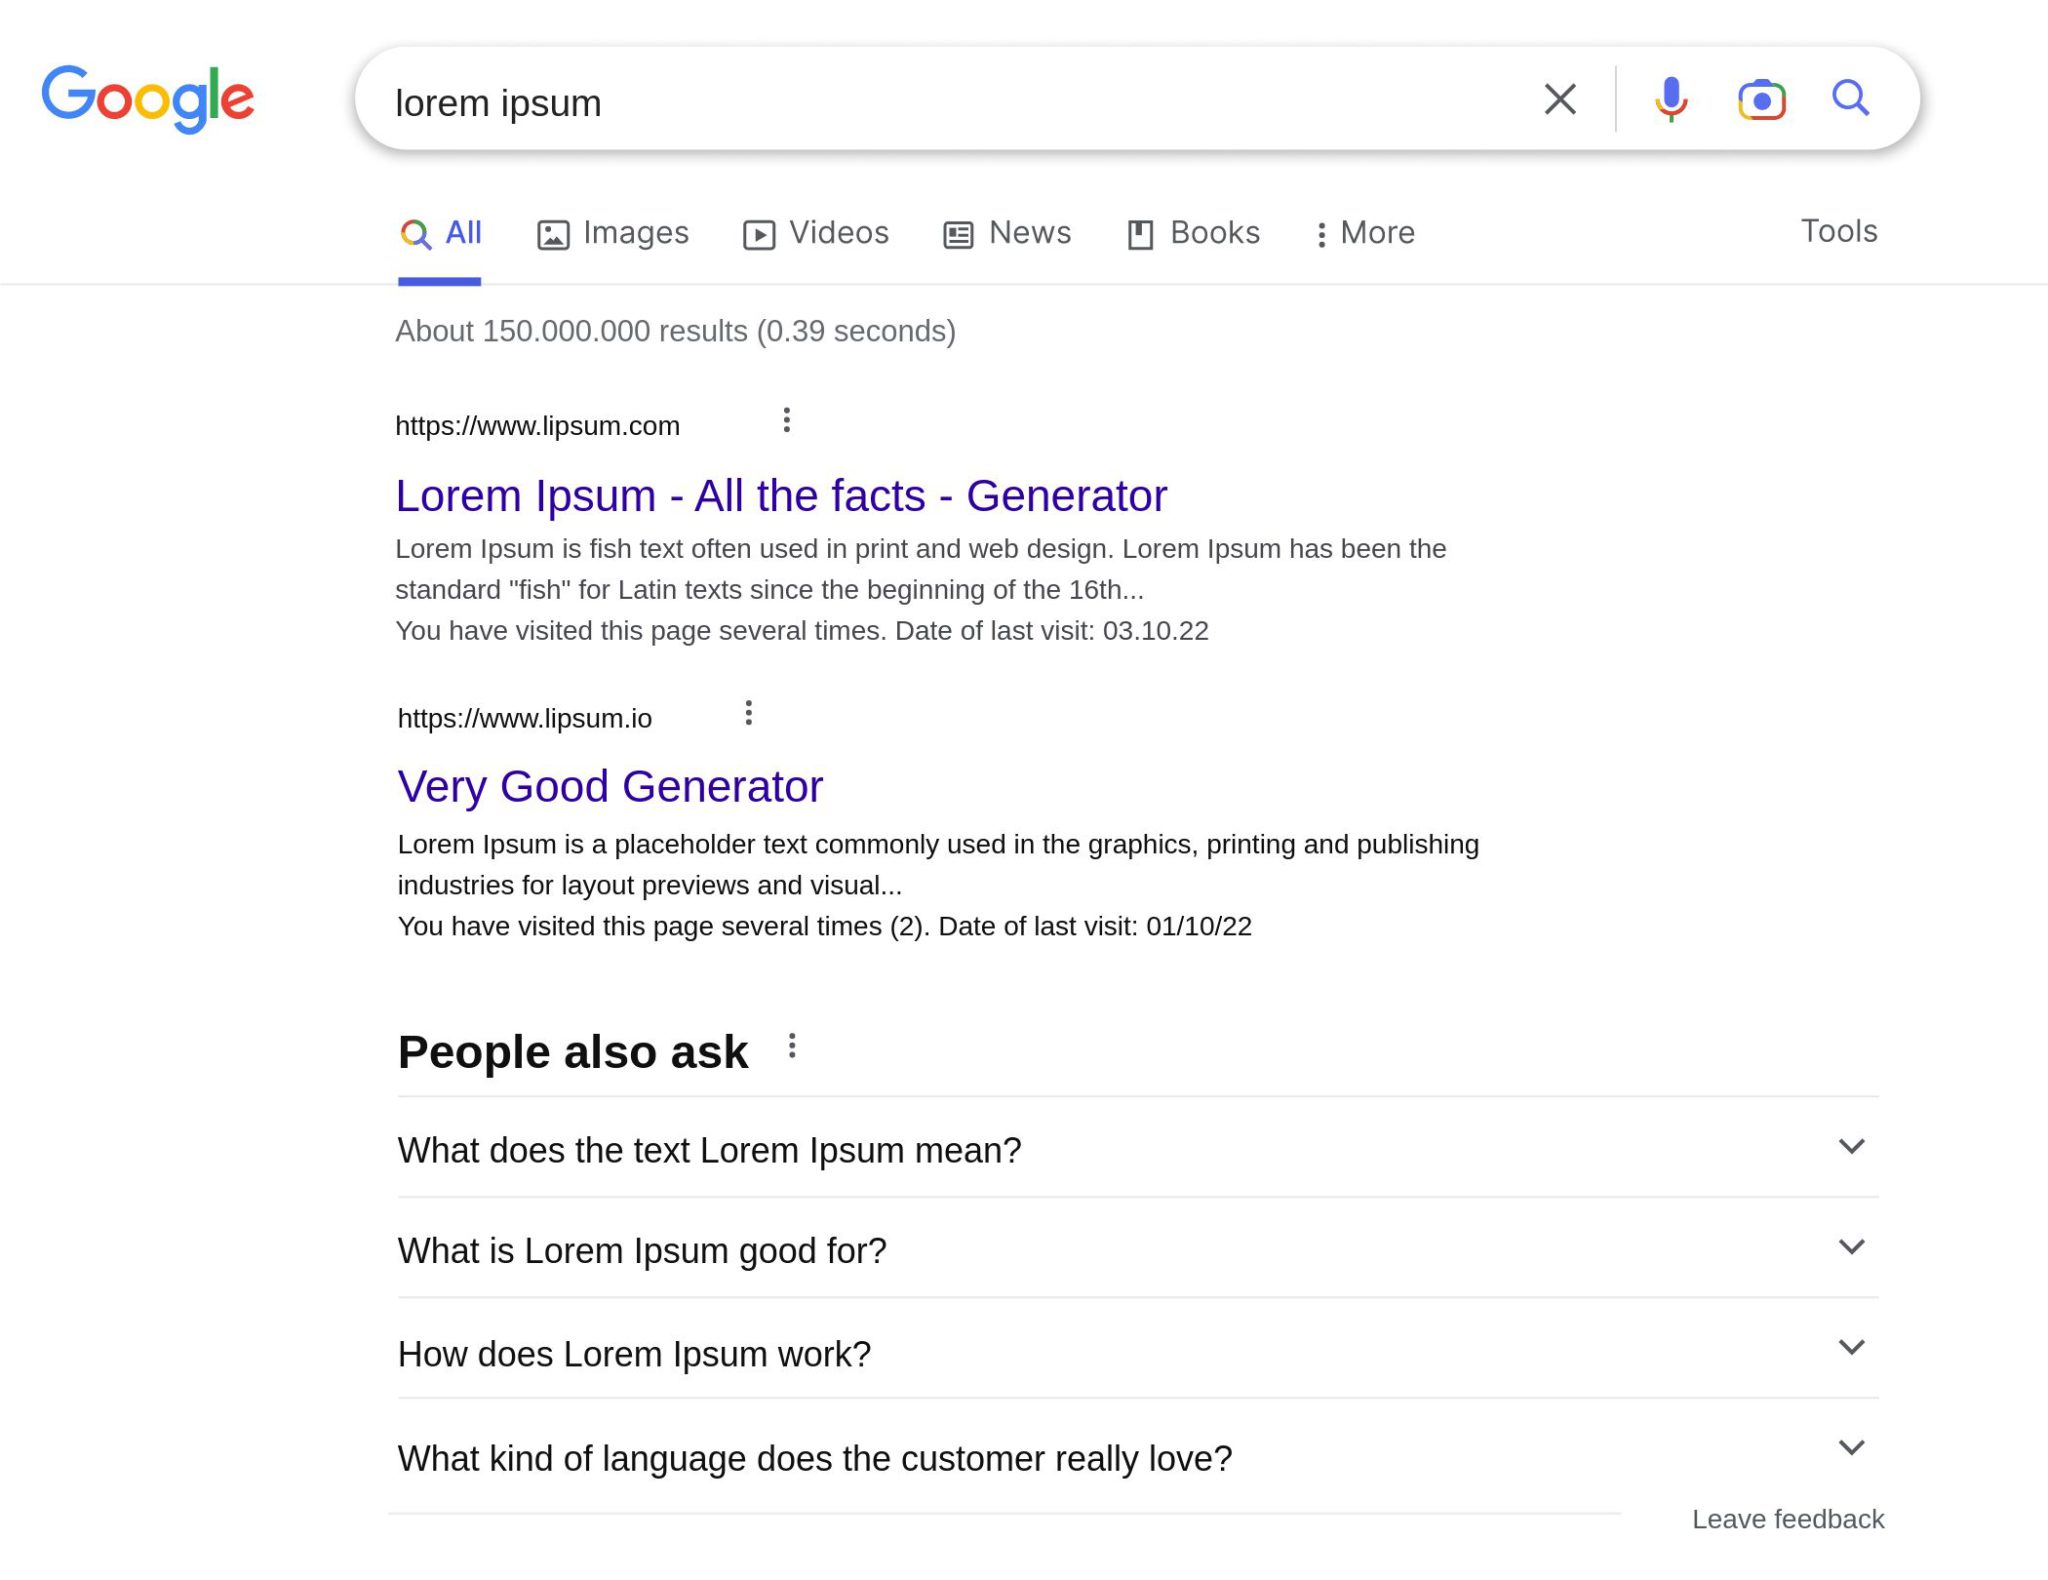 Google
lorem ipsum
All Images Videos News Books More Tools
About 150.000.000 results (0.39 seconds)
https://www.lipsum.com
Lorem Ipsum - All the facts - Generator
Lorem Ipsum is fish text often used in print and web design. Lorem Ipsum has been the
standard "fish" for Latin texts since the beginning of the 16th...
You have visited this page several times. Date of last visit: 03.10.22
https://www.lipsum.io
Very Good Generator
Lorem Ipsum is a placeholder text commonly used in the graphics, printing and publishing
industries for layout previews and visual...
You have visited this page several times (2). Date of last visit: 01/10/22
People also ask
What does the text Lorem Ipsum mean?
What is Lorem Ipsum good for?
How does Lorem Ipsum work?
What kind of language does the customer really love?
Leave feedback